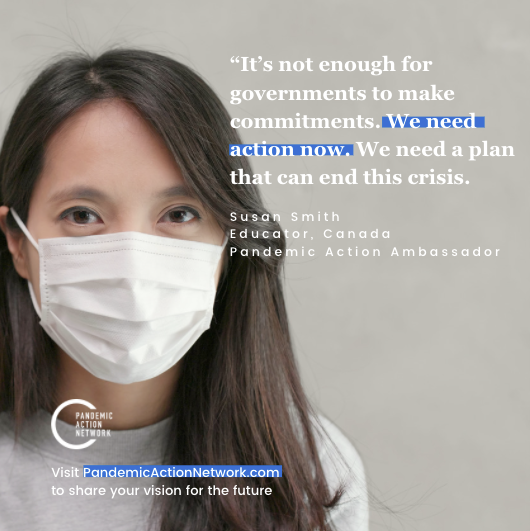 “It’s not enough for
governments to make
commitments. We need
action now. We need a plan
that can end this crisis.
Susan Smith
Educator, Canada
Pandemic Action Ambassador
PANDEMIC
ACTION
NETWORK
Visit PandemicActionNetwork.com
to share your vision for the future